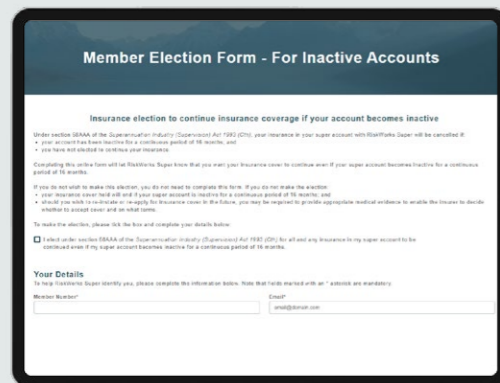 Member Election Form - For Inactive Accounts
Insurance election to continue insurance coverage if your account becomes inactive
Under section 68AAA of the Superannuation Industry (Supervision) Act 1993 (Cth), your insurance in your super account with RiskWorks Super will be cancelled if:
• your account has been inactive for a continuous period of 16 months; and
• you have not elected to continue your insurance.
Completing this online form will let RiskWorks Super know that you want your insurance cover to continue even if your super account becomes inactive for a continuous
period of 16 months.
If you do not wish to make this election, you do not need to complete this form. If you do not make the election:
• your insurance cover held will end if your super account is inactive for a continuous period of 16 months; and
• should you wish to re-instate or re-apply for insurance cover in the future, you may be required to provide appropriate medical evidence to enable the insurer to decide
whether to accept cover and on what terms.
To make the election, please tick the box and complete your details below.
I elect under section 68AAA of the Superannuation Industry (Supervision) Act 1993 (Cth) for all and any insurance in my super account to be
continued even if my super account becomes inactive for a continuous period of 16 months.
Your Details
To help RiskWorks Super identify you, please complete the information below. Note that fields marked with an * asterisk are mandatory
Member Number*
Email*
email@domain.com